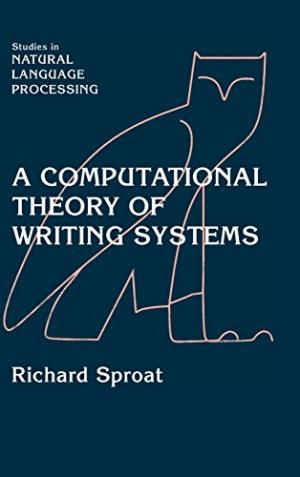 Studies in
NATURAL
LANGUAGE
PROCESSING
A COMPUTATIONAL
THEORY OF
WRITING SYSTEMS
Richard Sproat